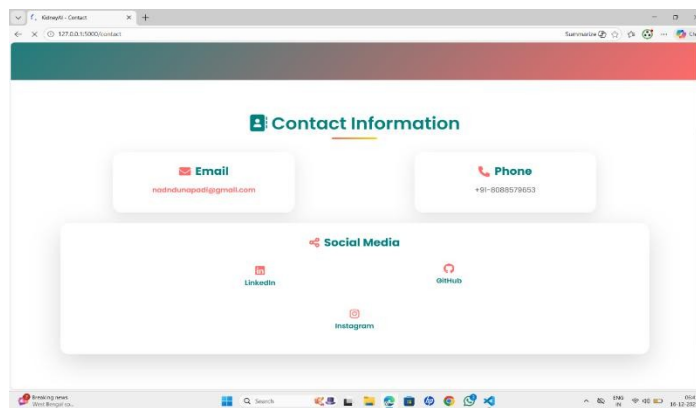 KidneyAI - Contact
127.0.0.1:5000/contact
Summarize
Contact Information
Email
Phone
nadndunapadi@gmail.com
+91-8088579653
Social Media
LinkedIn
GitHub
Instagram
Breaking news
West Bengal ca...
Search
ENG
IN